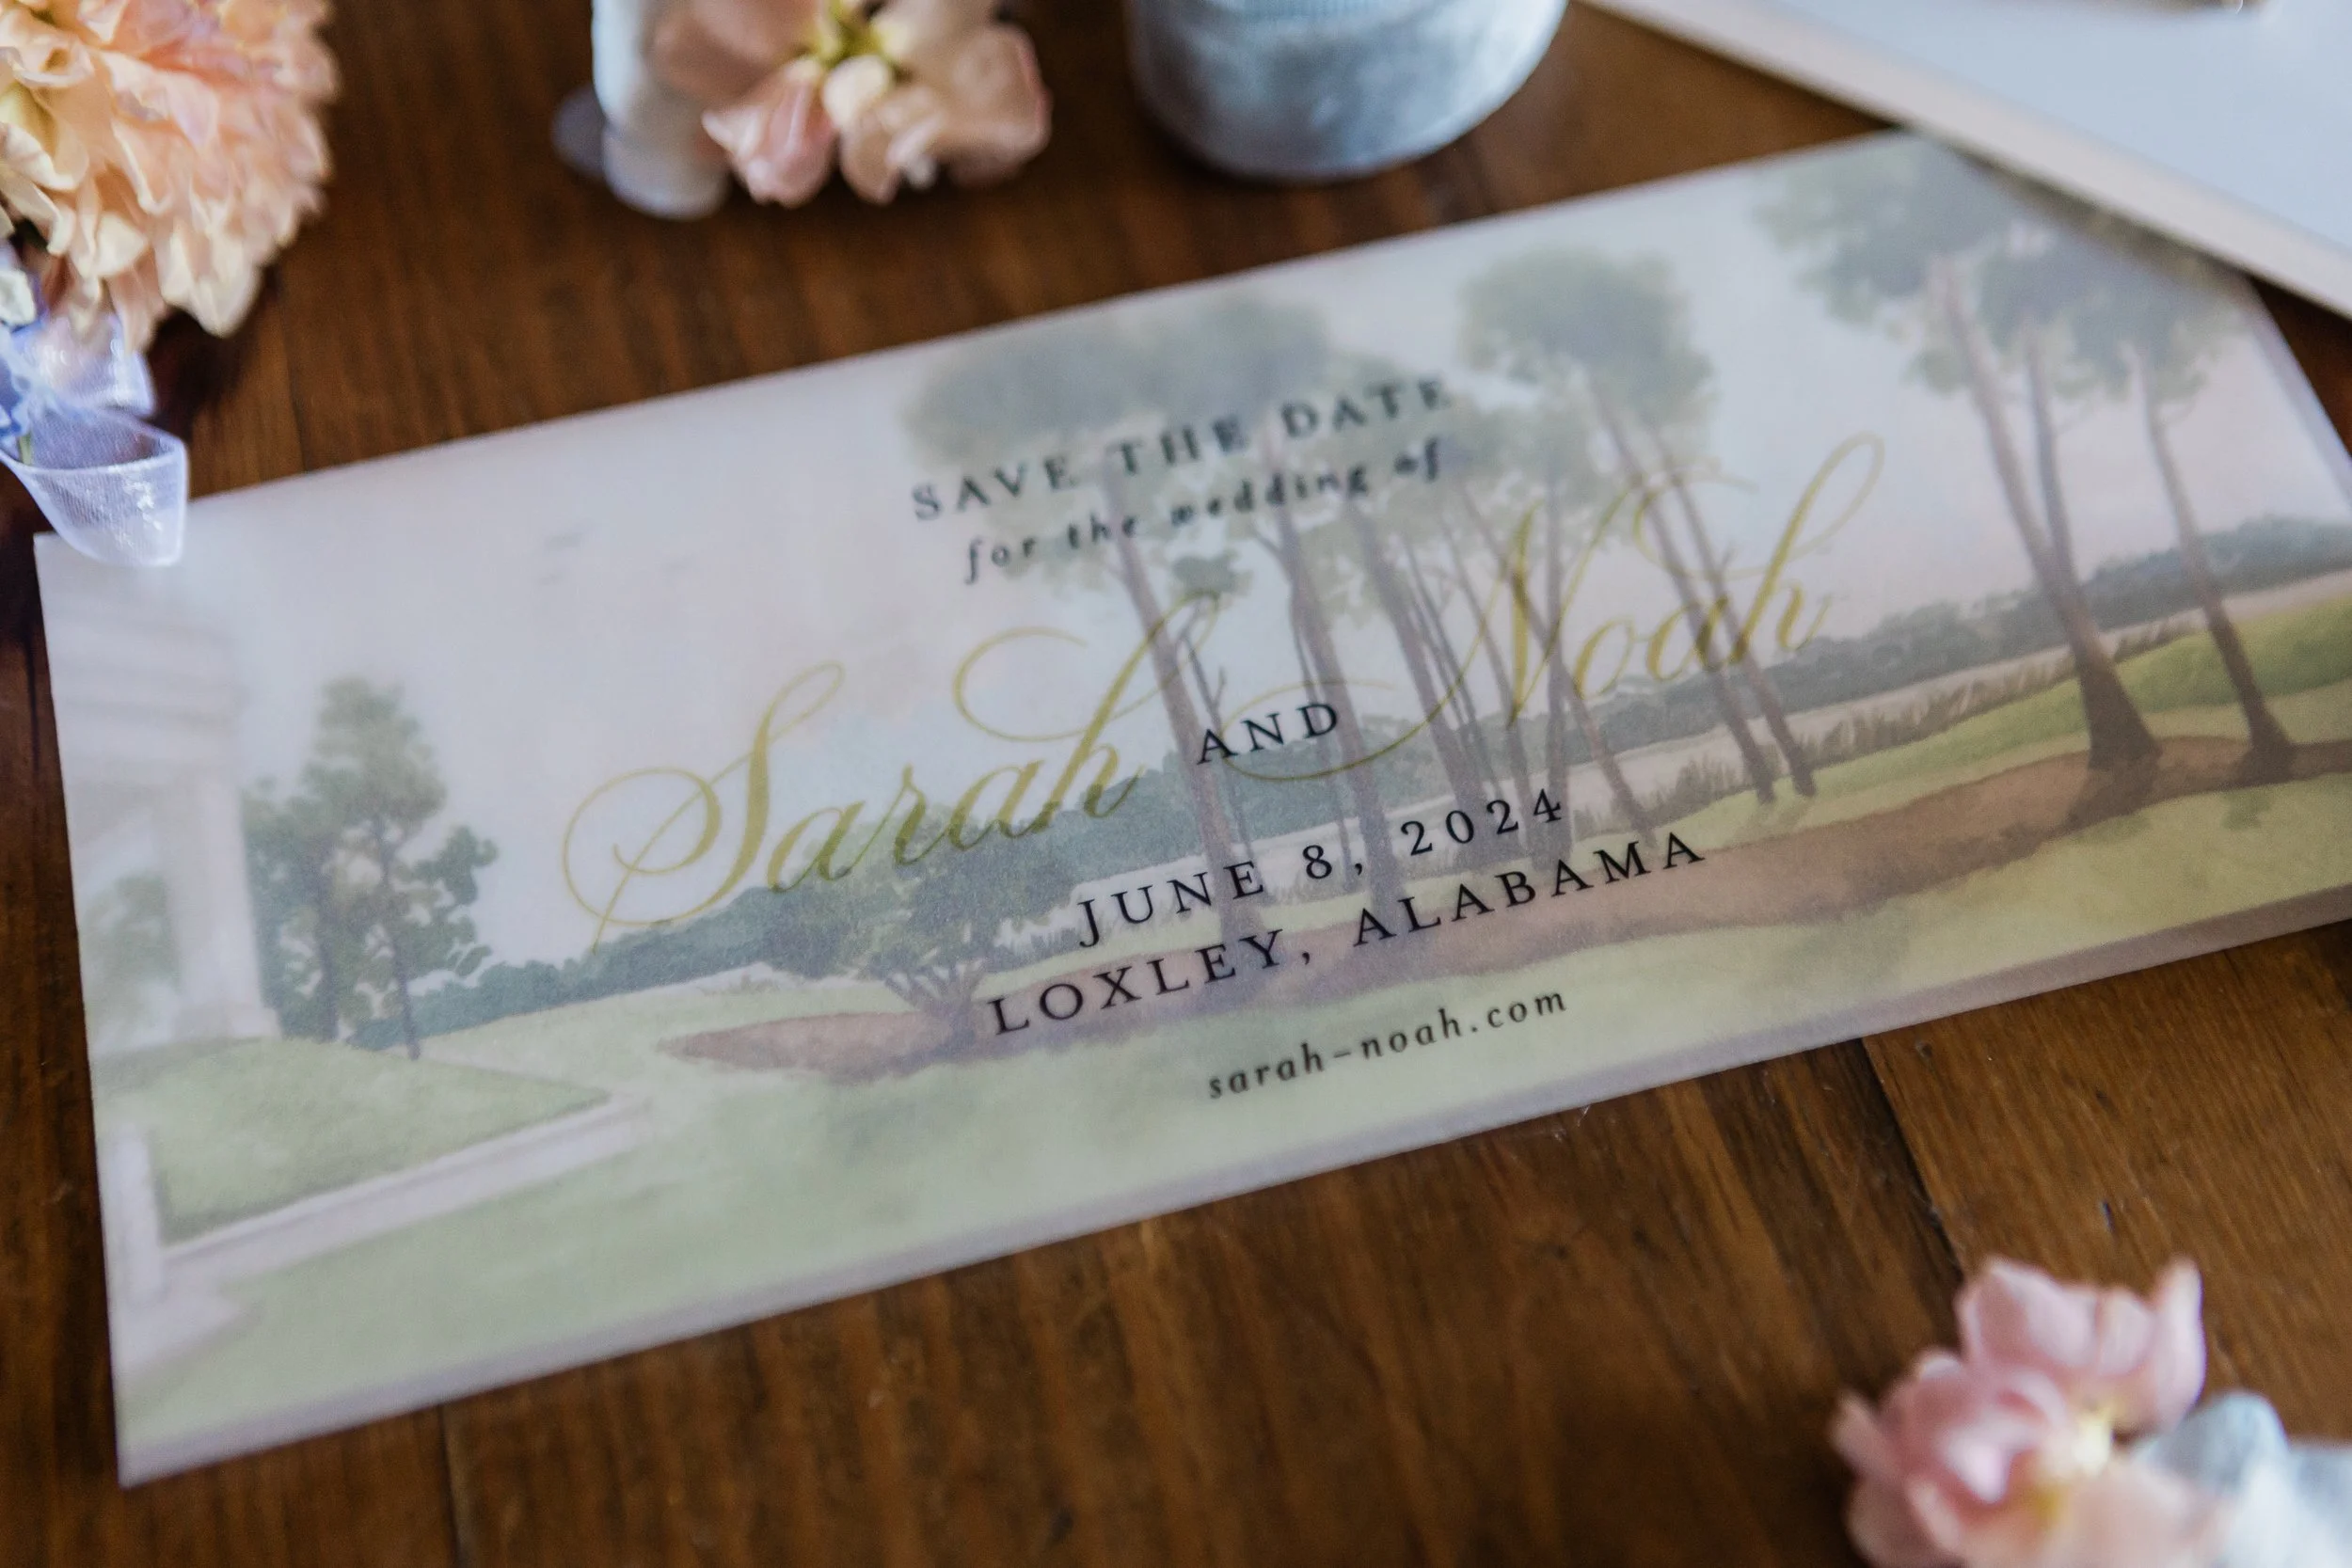 SAVE THE DATE
for the wedding of
Sarah AND Noah
JUNE 8, 2024
LOXLEY, ALABAMA
sarah-noah.com